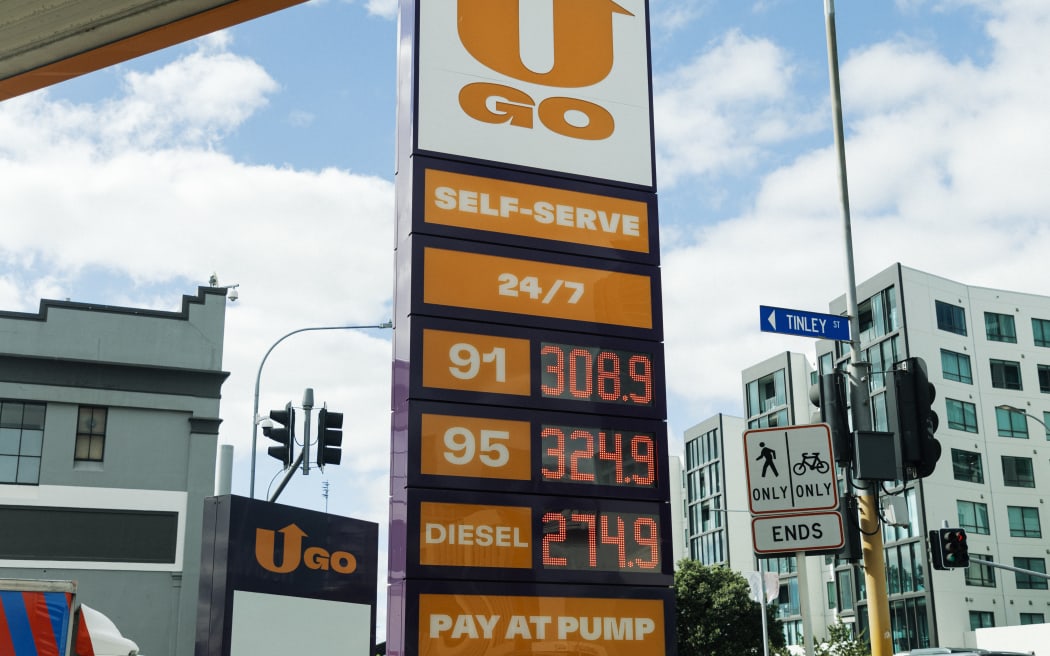 U
GO
SELF-SERVE
24/7
91 308.9
95 324.9
DIESEL 274.9
PAY AT PUMP
UGO
TINLEY ST
ONLY ONLY
ENDS